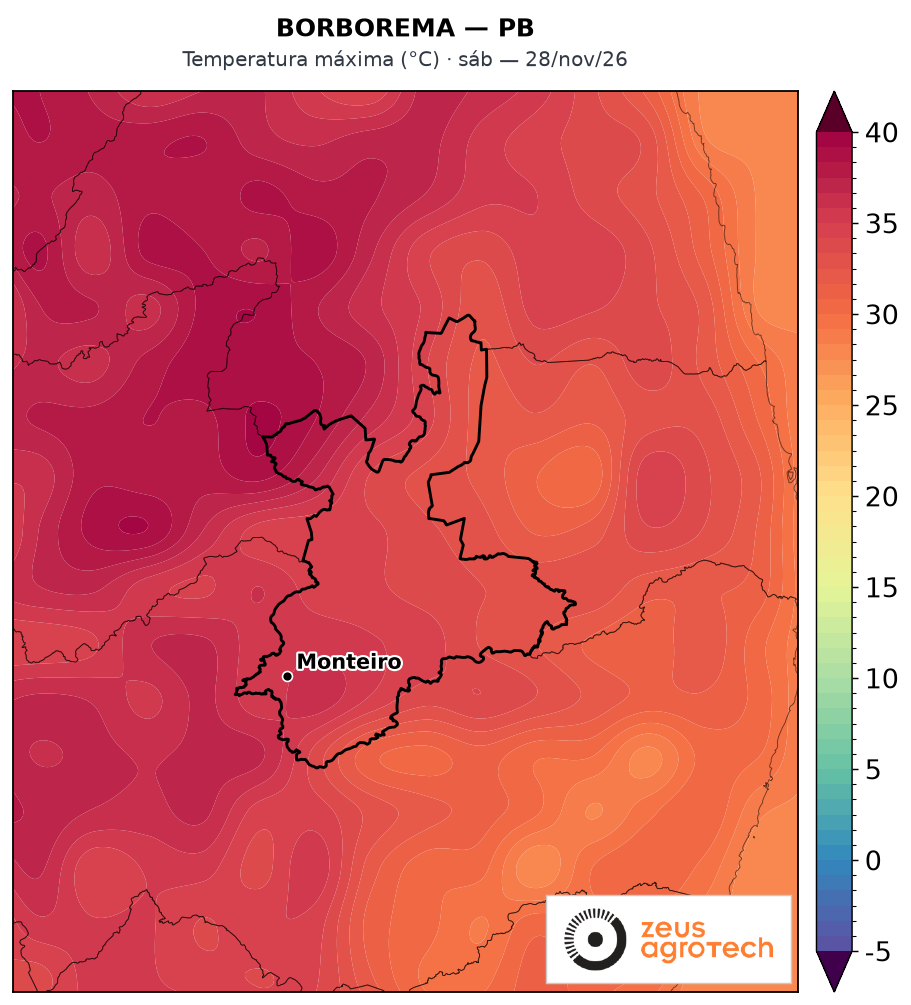 BORBOREMA — PB
Temperatura máxima (°C) · sáb — 28/nov/26
40
35
30
25
20
15
10
5
0
-5
Monteiro
zeus
agrotech